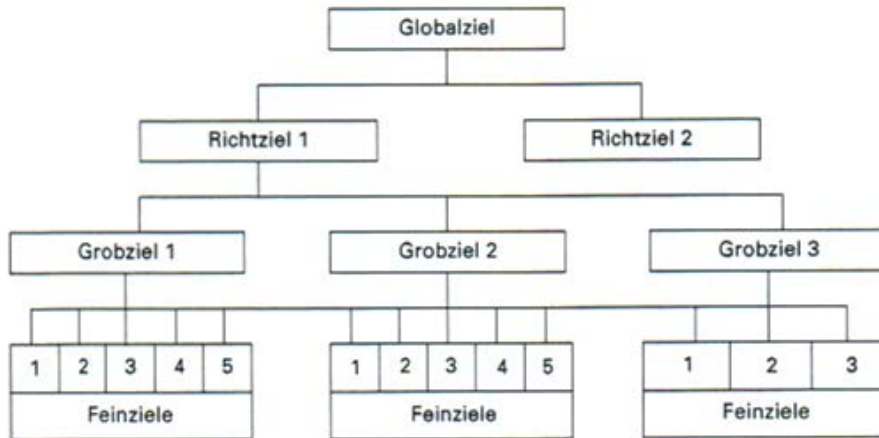 Globalziel
Richtziel 1 Richtziel 2
Grobziel 1 Grobziel 2 Grobziel 3
1 2 3 4 5 1 2 3 4 5 1 2 3
Feinziele Feinziele Feinziele